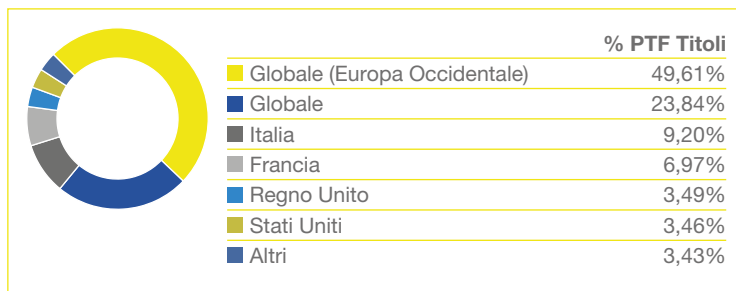 % PTF Titoli
Globale (Europa Occidentale) 49,61%
Globale 23,84%
Italia 9,20%
Francia 6,97%
Regno Unito 3,49%
Stati Uniti 3,46%
Altri 3,43%